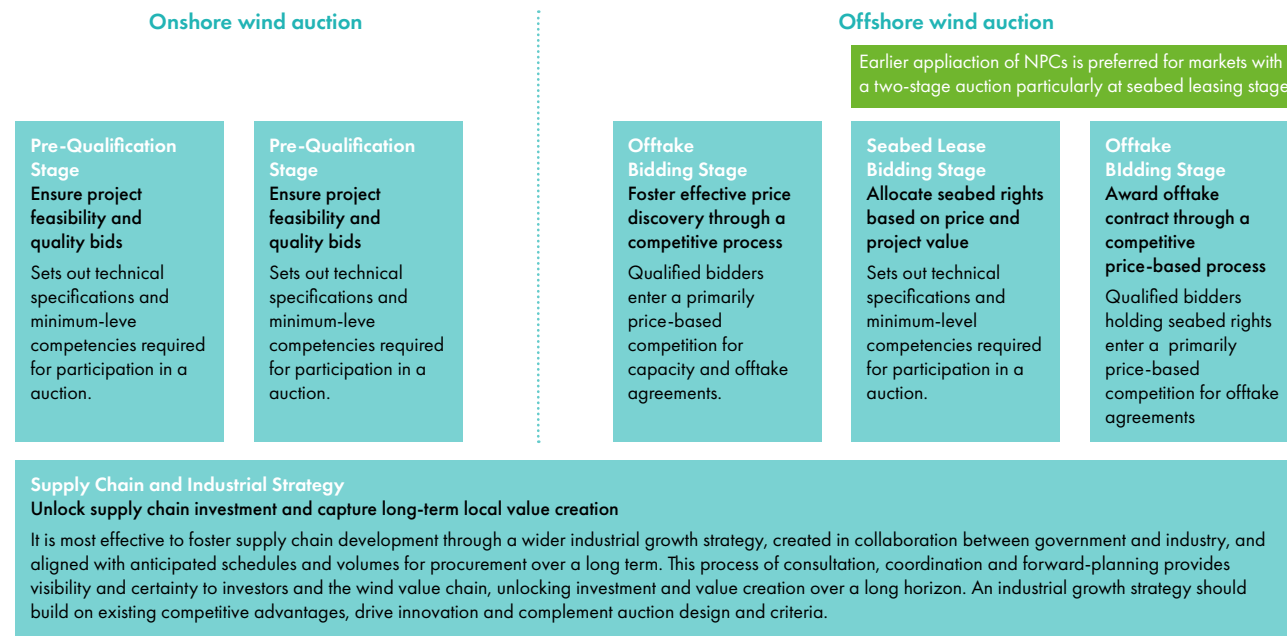 Onshore wind auction
Offshore wind auction
Earlier appliaction of NPCs is preferred for markets with
a two-stage auction particularly at seabed leasing stage
Pre-Qualification
Stage
Ensure project
feasibility and
quality bids
Sets out technical
specifications and
minimum-leve
competencies required
for participation in a
auction.
Pre-Qualification
Stage
Ensure project
feasibility and
quality bids
Sets out technical
specifications and
minimum-leve
competencies required
for participation in a
auction.
Offtake
Bidding Stage
Foster effective price
discovery through a
competitive process
Qualified bidders
enter a primarily
price-based
competition for
capacity and offtake
agreements.
Seabed Lease
Bidding Stage
Allocate seabed rights
based on price and
project value
Sets out technical
specifications and
minimum-level
competencies required
for participation in a
auction.
Offtake
BIdding Stage
Award offtake
contract through a
competitive
price-based process
Qualified bidders
holding seabed rights
enter a primarily
price-based
competition for offtake
agreements
Supply Chain and Industrial Strategy
Unlock supply chain investment and capture long-term local value creation
It is most effective to foster supply chain development through a wider industrial growth strategy, created in collaboration between government and industry, and
aligned with anticipated schedules and volumes for procurement over a long term. This process of consultation, coordination and forward-planning provides
visibility and certainty to investors and the wind value chain, unlocking investment and value creation over a long horizon. An industrial growth strategy should
build on existing competitive advantages, drive innovation and complement auction design and criteria.